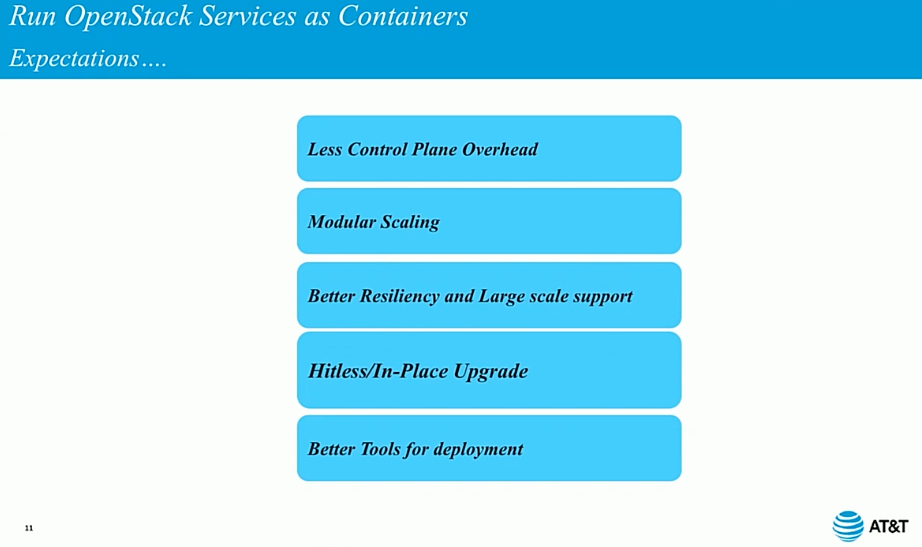 Run OpenStack Services as Containers
Expectations….
Less Control Plane Overhead
Modular Scaling
Better Resiliency and Large scale support
Hitless/In-Place Upgrade
Better Tools for deployment
11
AT&T